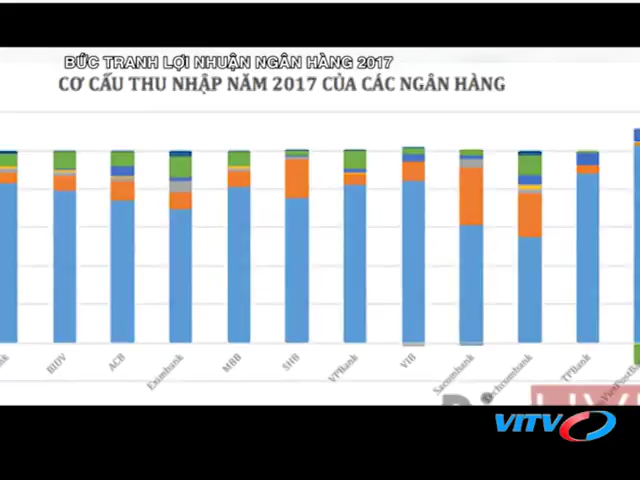 BỨC TRANH LỢI NHUẬN NGÂN HÀNG 2017
CƠ CẤU THU NHẬP NĂM 2017 CỦA CÁC NGÂN HÀNG
BIDV
ACB
Eximbank
MBB
SHB
VPBank
VIB
Sacombank
Techcombank
TPBank
VITV